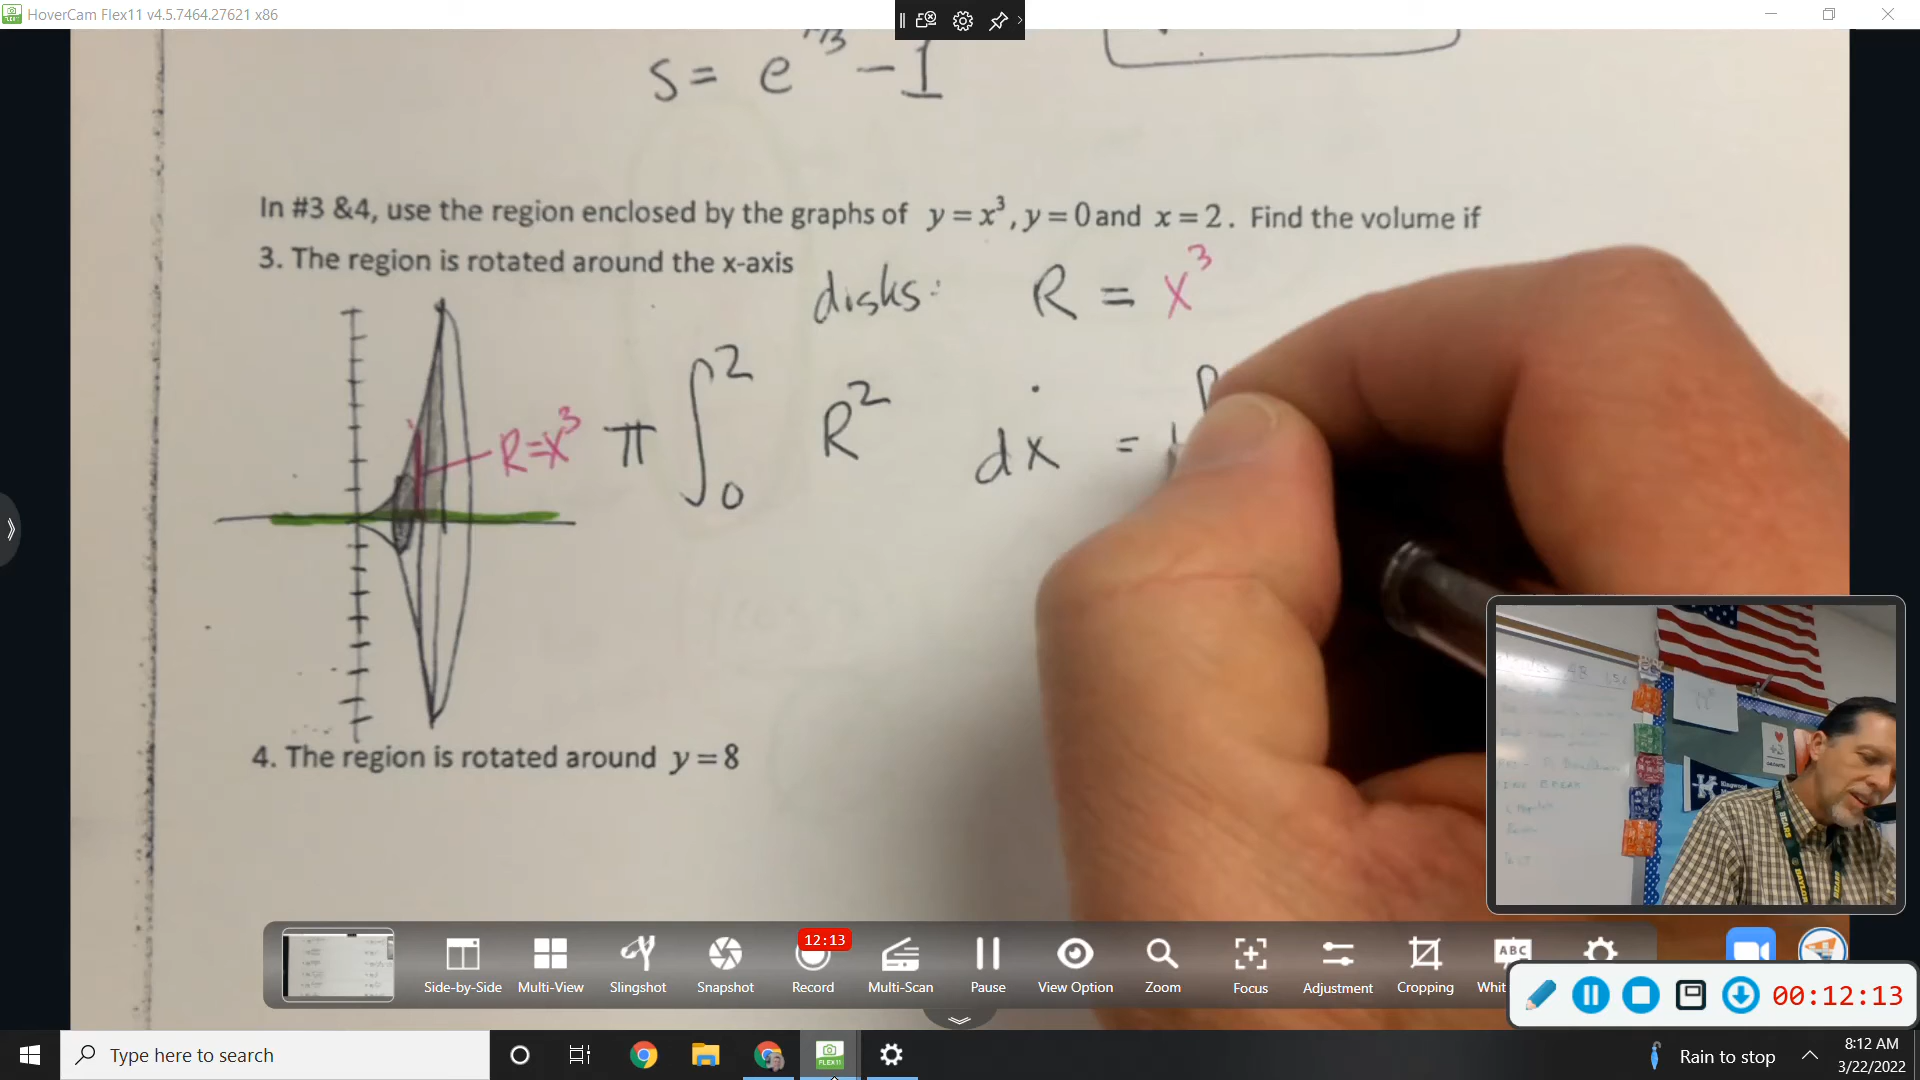 HoverCam Flex11 v4.5.7464.27621 x86
s = e - 1
In #3 &4, use the region enclosed by the graphs of y = x³, y = 0 and x = 2. Find the volume if
3. The region is rotated around the x-axis
disks: R = x³
R=x³
π ∫₀² R² dx =
4. The region is rotated around y = 8
12:13
Side-by-Side Multi-View Slingshot Snapshot Record Multi-Scan Pause View Option Zoom Focus Adjustment Cropping Whit
ABC
00:12:13
Type here to search
FLEX11
Rain to stop
8:12 AM
3/22/2022